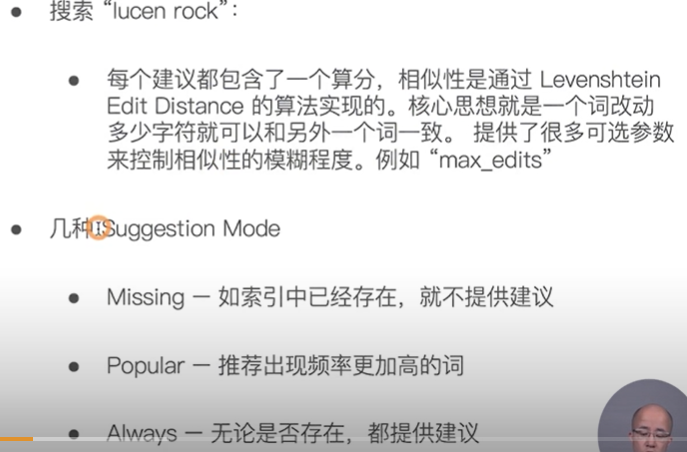 搜索 “lucen rock”:
每个建议都包含了一个算分，相似性是通过 Levenshtein
Edit Distance 的算法实现的。核心思想就是一个词改动
多少字符就可以和另外一个词一致。 提供了很多可选参数
来控制相似性的模糊程度。例如 “max_edits”
几种 Suggestion Mode
Missing – 如索引中已经存在，就不提供建议
Popular – 推荐出现频率更加高的词
Always – 无论是否存在，都提供建议